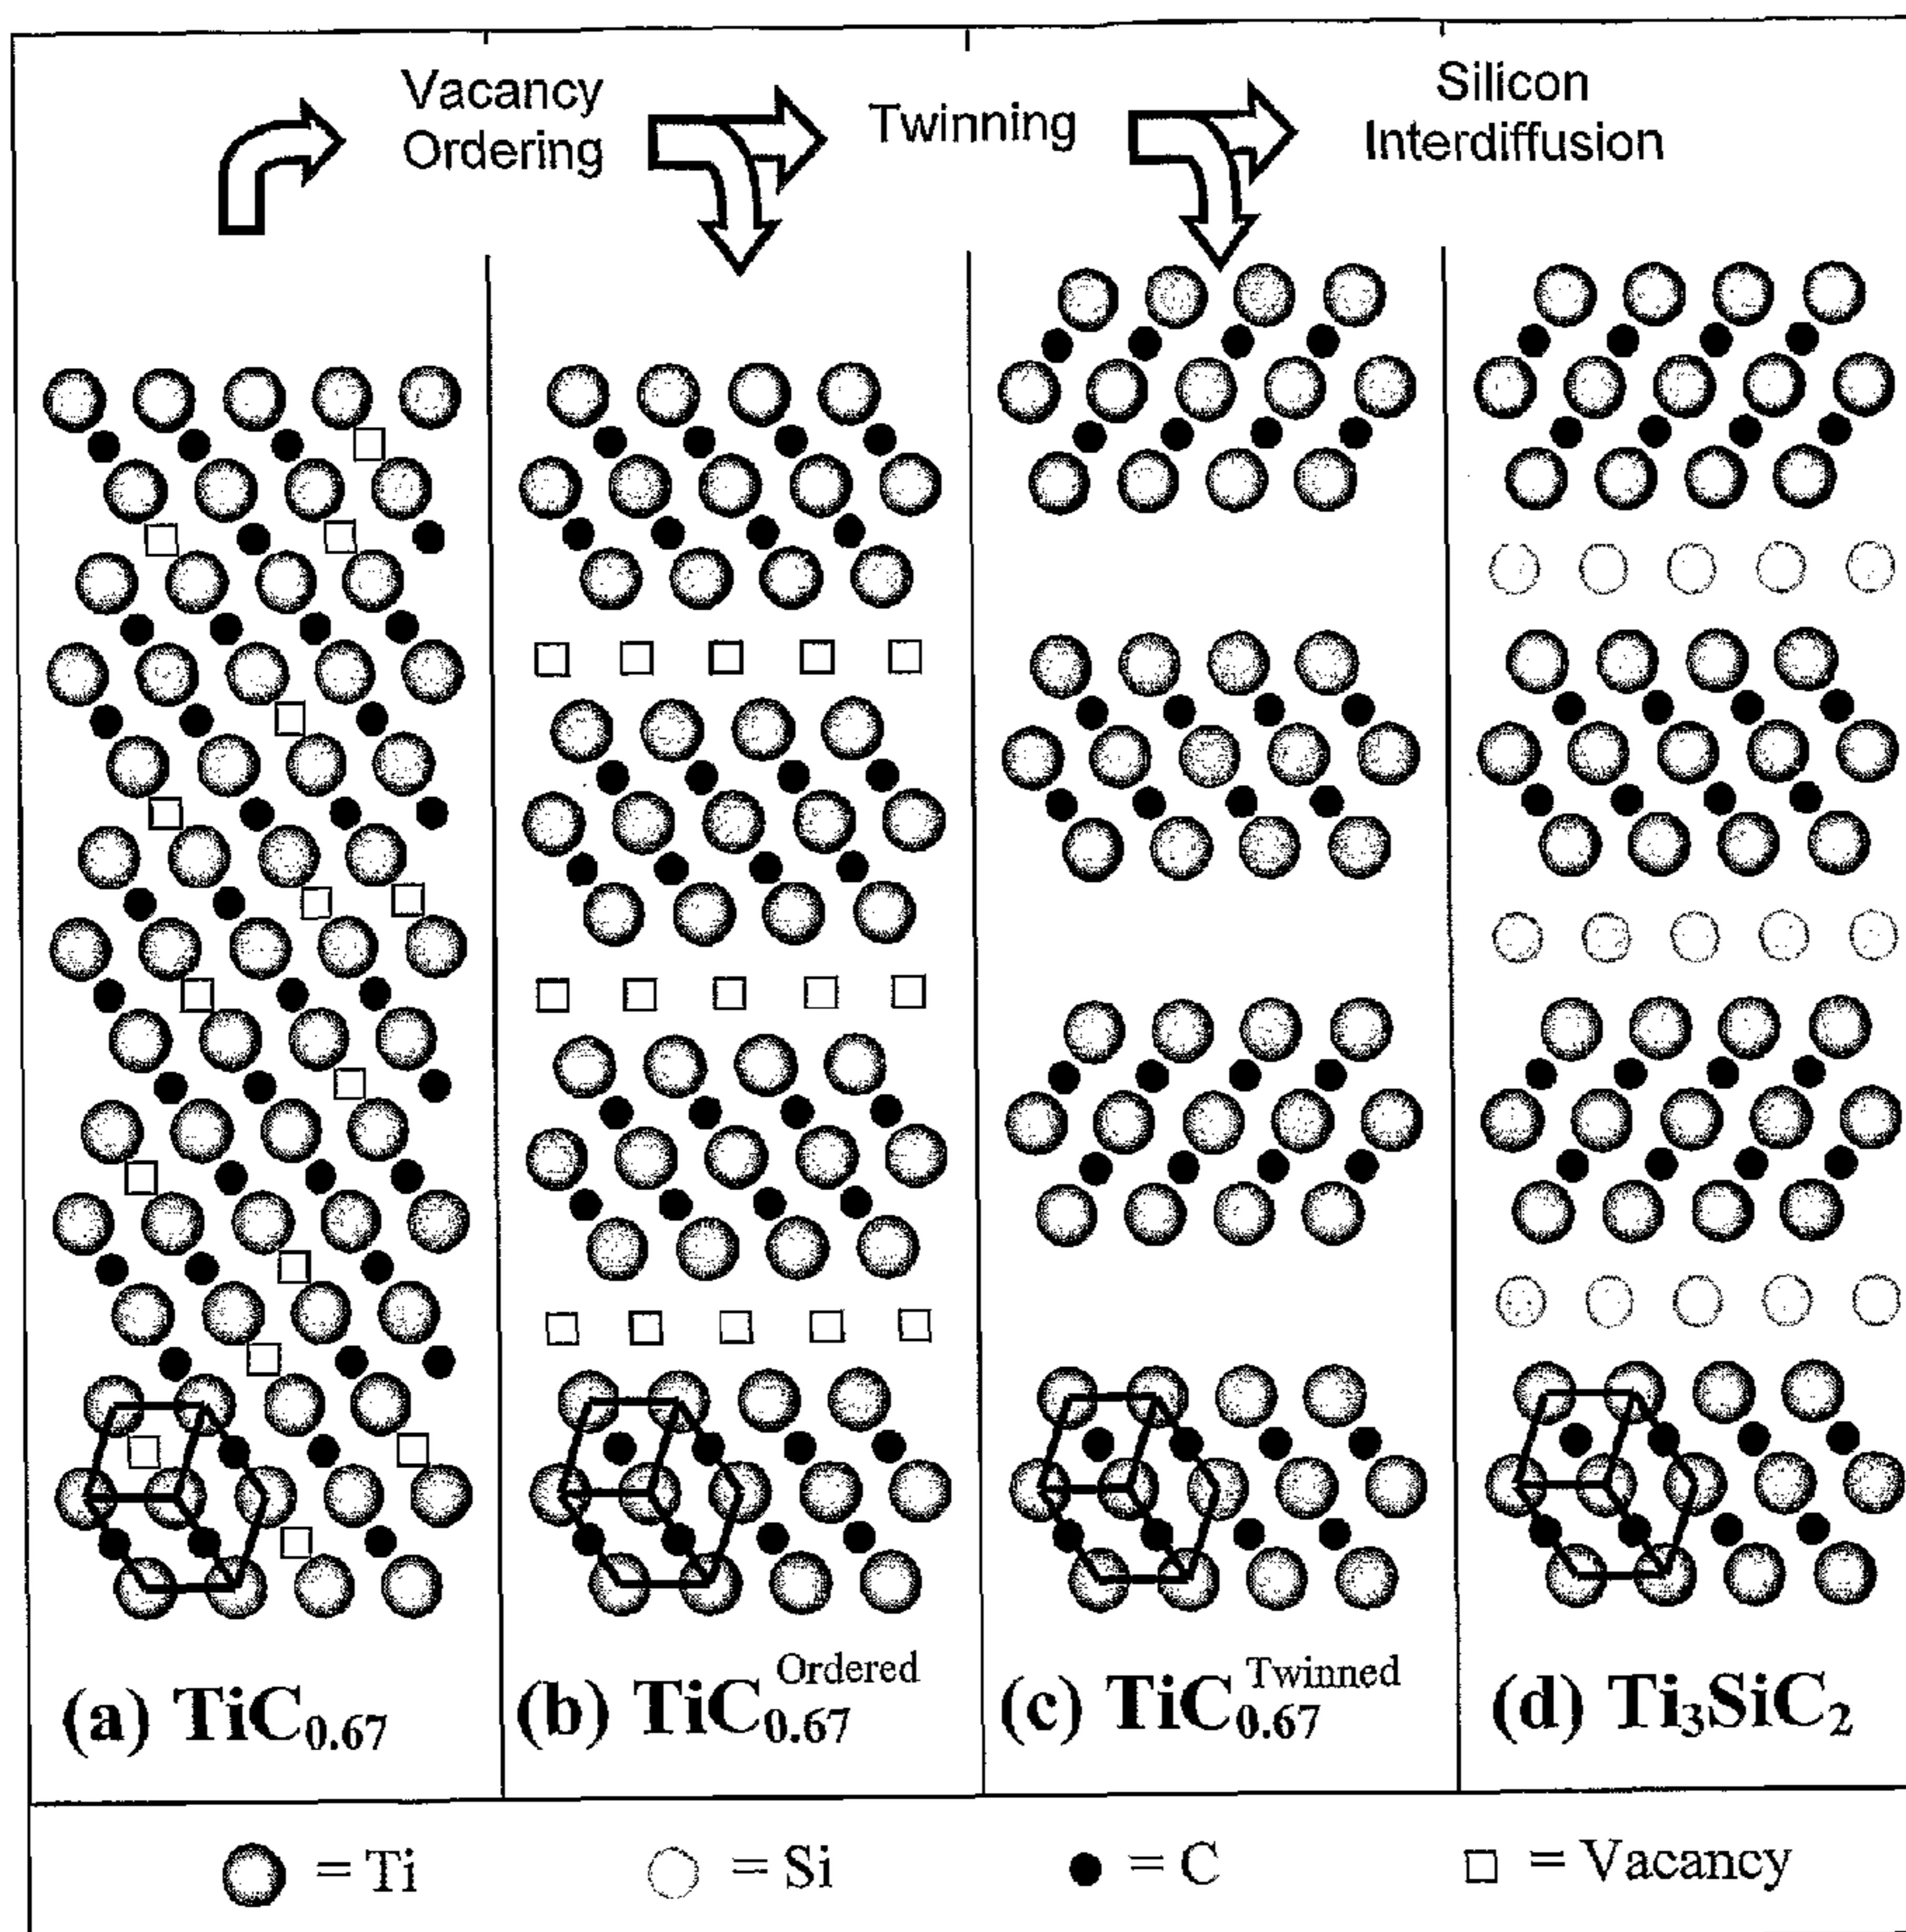 Vacancy
Ordering
Twinning
Silicon
Interdiffusion
(a) TiC0.67
(b) TiC0.67 Ordered
(c) TiC0.67 Twinned
(d) Ti3SiC2
= Ti
= Si
= C
= Vacancy